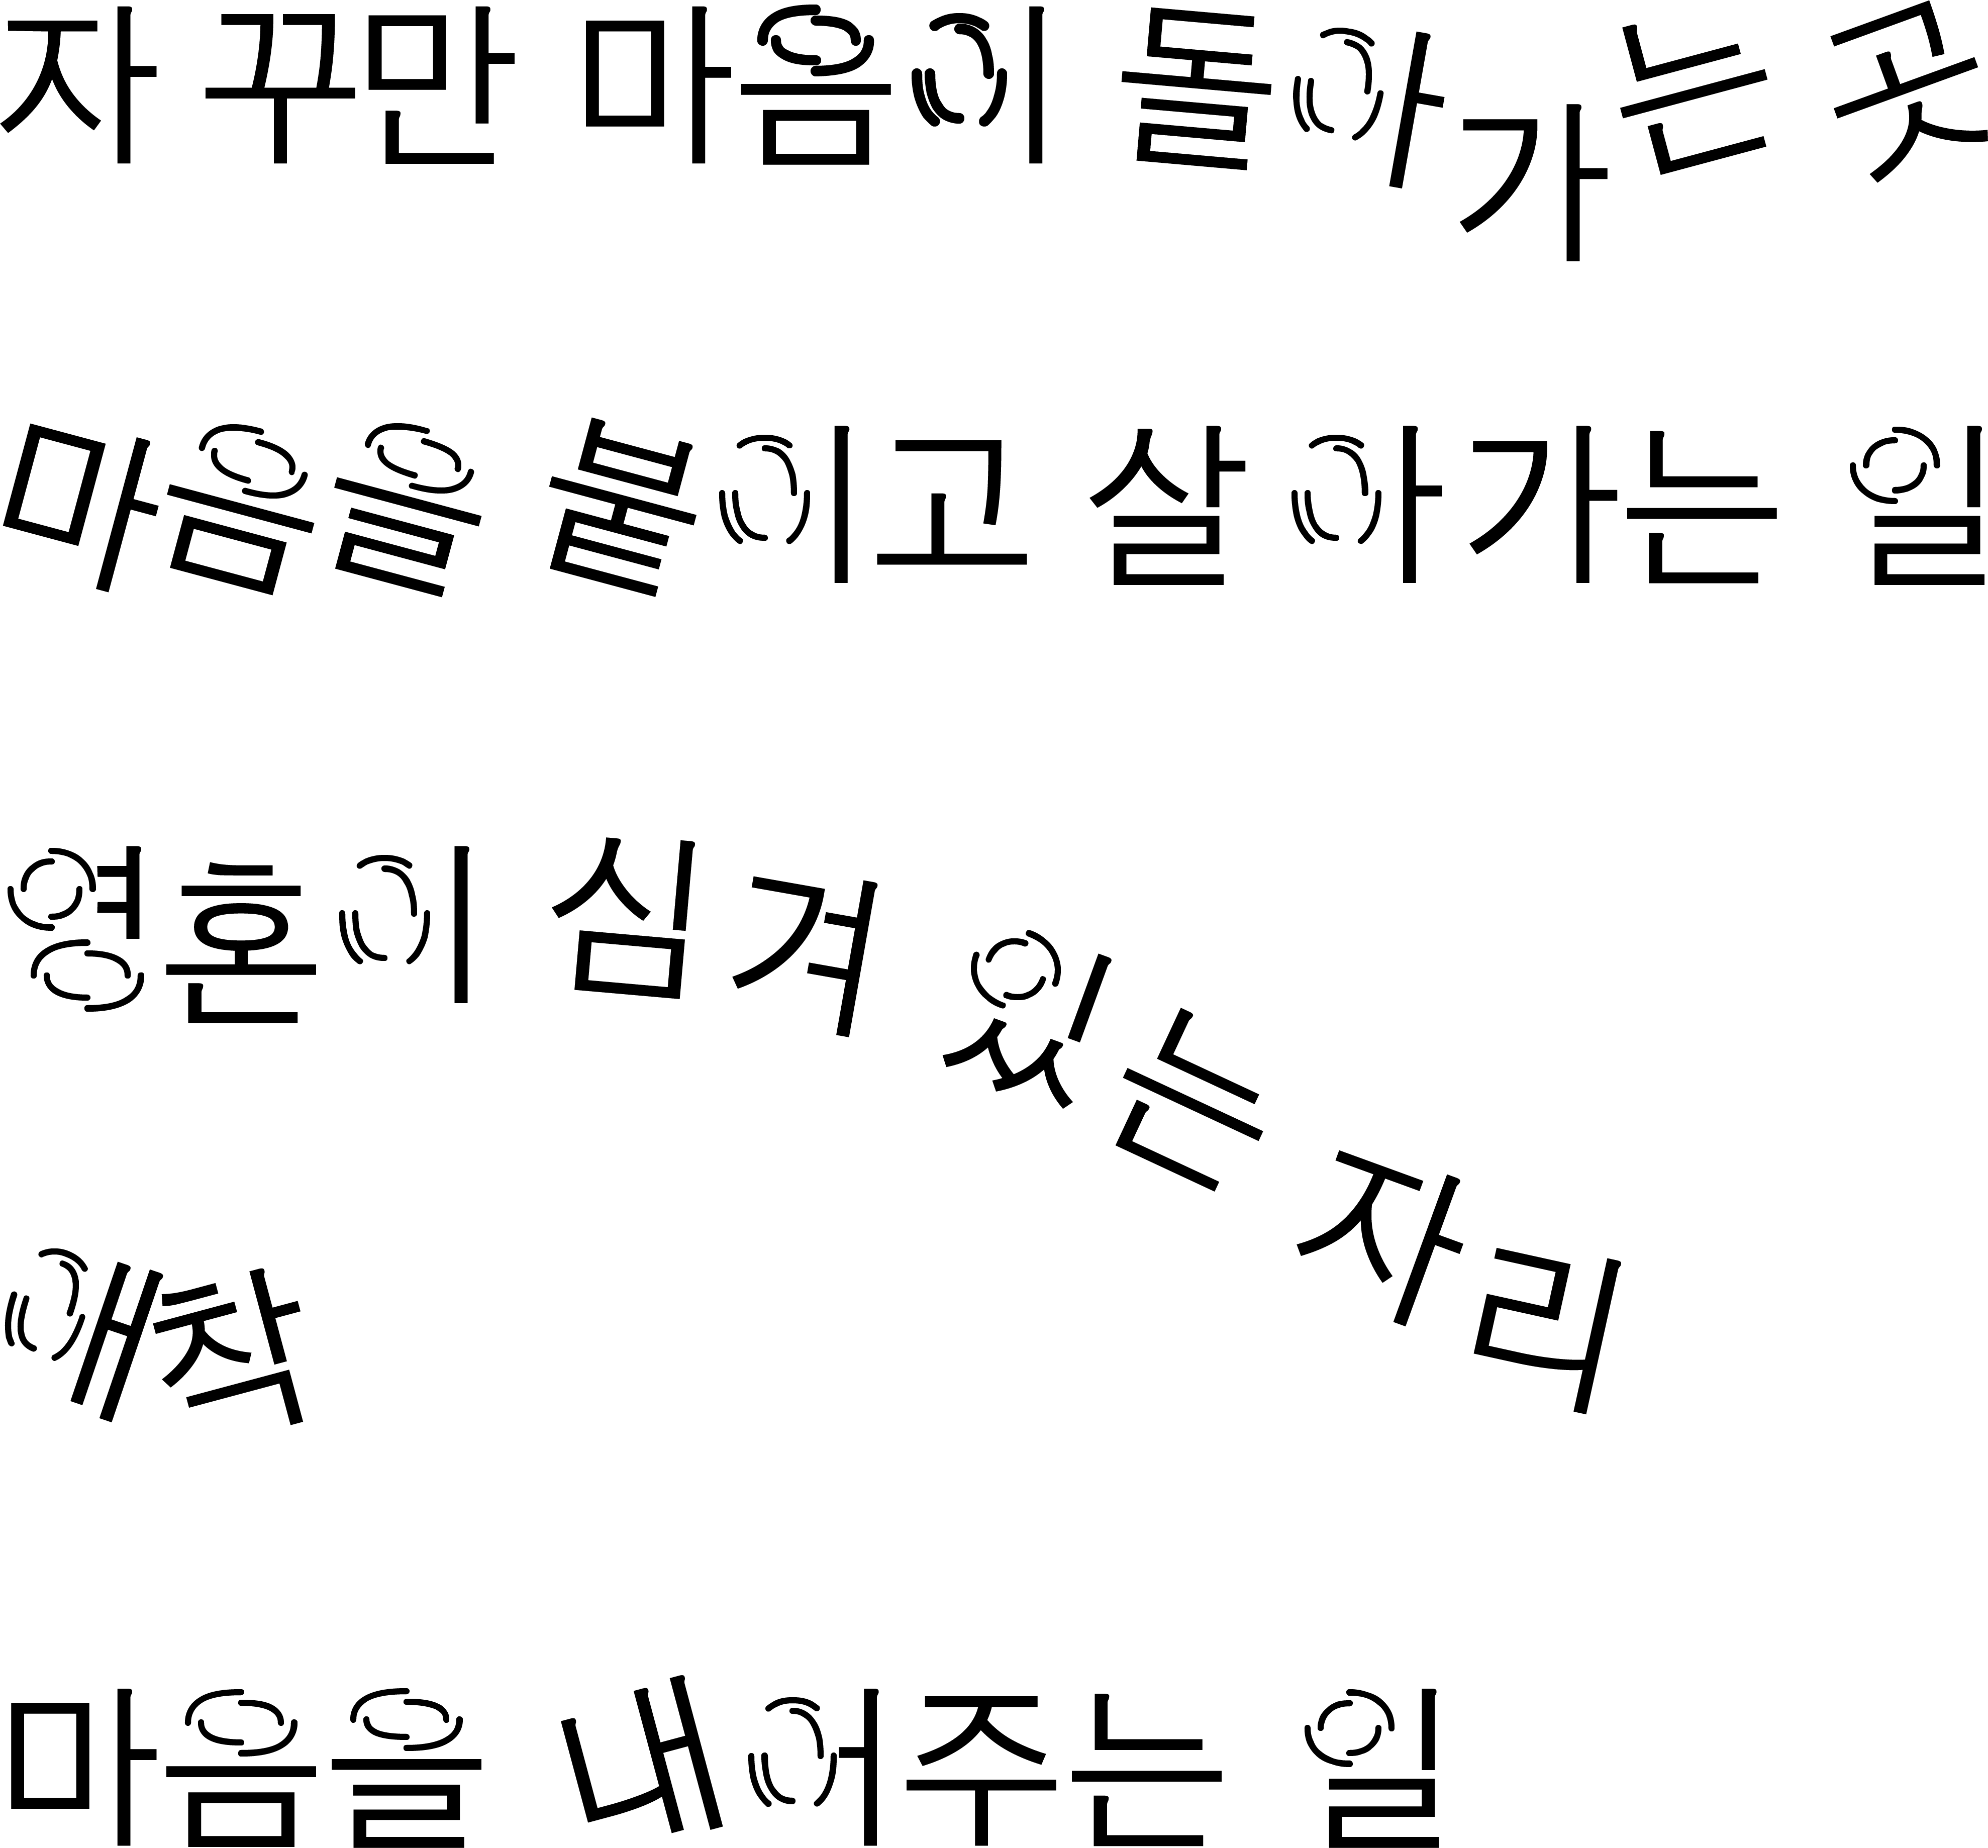 자꾸만 마음이 돌아가는 곳
마음을 붙이고 살아가는 일
영혼이 심겨 있는 자리
애착
마음을 내어주는 일